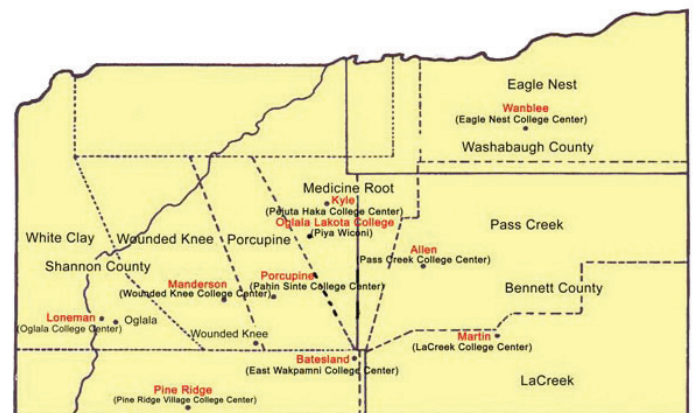 Eagle Nest
Wanblee
(Eagle Nest College Center)
Washabaugh County
Medicine Root
Kyle
(Pejuta Haka College Center)
Oglala Lakota College
(Piya Wiconi)
Pass Creek
White Clay
Wounded Knee
Porcupine
Allen
Pass Creek College Center)
Shannon County
Manderson
(Wounded Knee College Center)
Porcupine
(Pahin Sinte College Center)
Bennett County
Loneman
(Oglala College Center)
Oglala
Wounded Knee
Martin
(LaCreek College Center)
Batesland
(East Wakpamni College Center)
LaCreek
Pine Ridge
(Pine Ridge Village College Center)